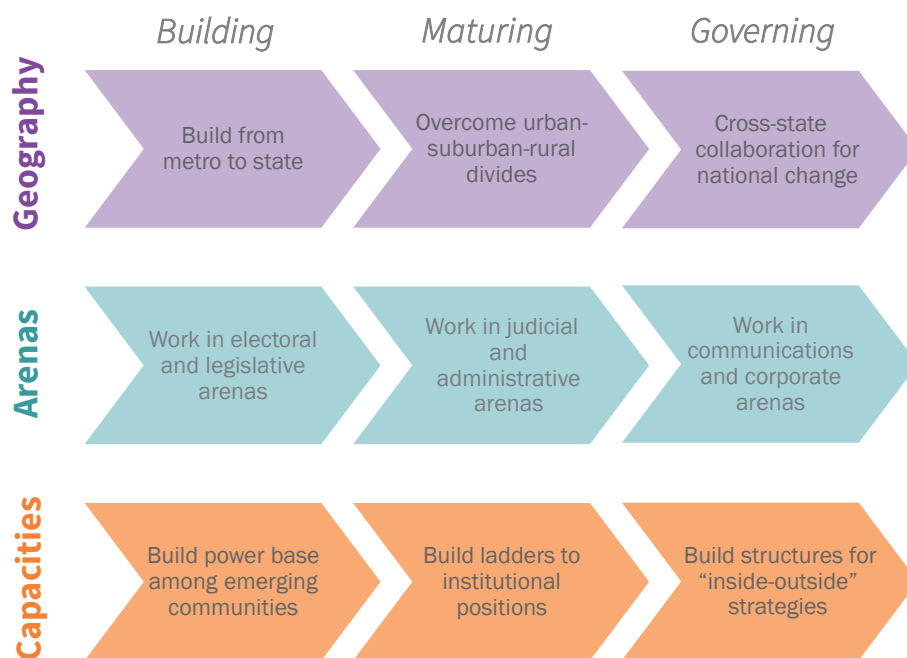 Building
Maturing
Governing
Geography
Build from
metro to state
Overcome urban-
suburban-rural
divides
Cross-state
collaboration for
national change
Arenas
Work in electoral
and legislative
arenas
Work in judicial
and
administrative
arenas
Work in
communications
and corporate
arenas
Capacities
Build power base
among emerging
communities
Build ladders to
institutional
positions
Build structures for
“inside-outside”
strategies